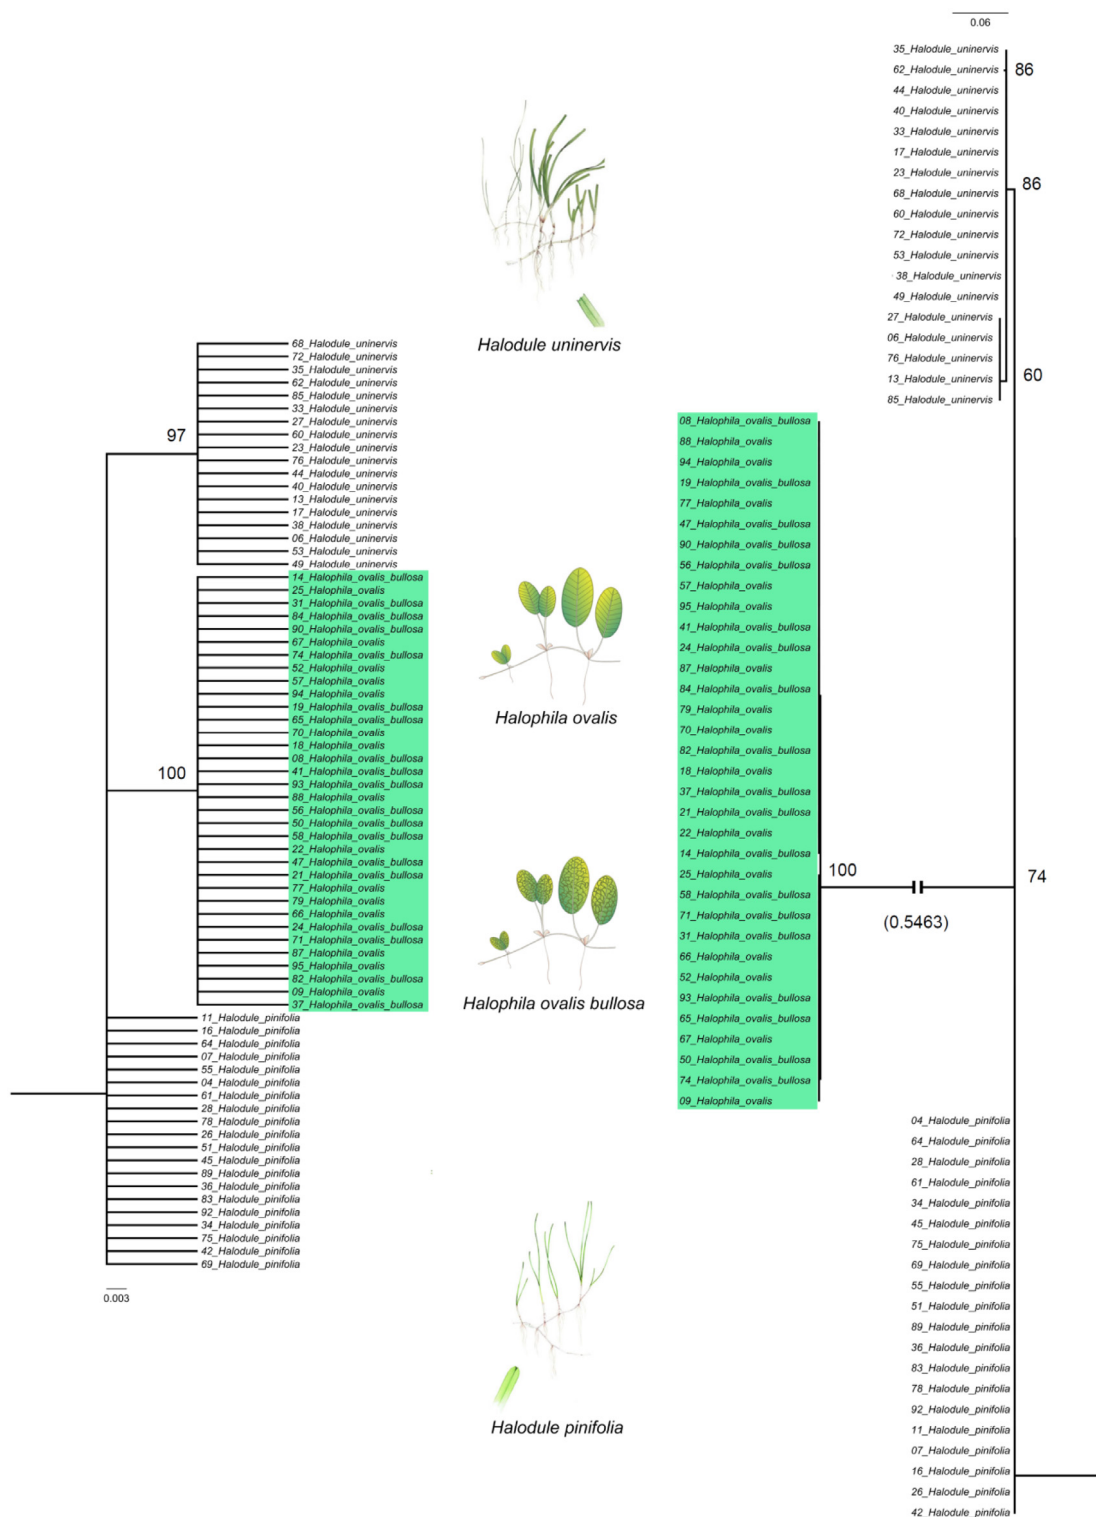 0.06
35_Halodule_uninervis
62_Halodule_uninervis
86
44_Halodule_uninervis
40_Halodule_uninervis
33_Halodule_uninervis
17_Halodule_uninervis
23_Halodule_uninervis
86
68_Halodule_uninervis
60_Halodule_uninervis
72_Halodule_uninervis
53_Halodule_uninervis
38_Halodule_uninervis
49_Halodule_uninervis
27_Halodule_uninervis
06_Halodule_uninervis
76_Halodule_uninervis
13_Halodule_uninervis
60
85_Halodule_uninervis
Halodule uninervis
68_Halodule_uninervis
72_Halodule_uninervis
35_Halodule_uninervis
62_Halodule_uninervis
85_Halodule_uninervis
33_Halodule_uninervis
27_Halodule_uninervis
60_Halodule_uninervis
97
23_Halodule_uninervis
76_Halodule_uninervis
44_Halodule_uninervis
40_Halodule_uninervis
13_Halodule_uninervis
17_Halodule_uninervis
38_Halodule_uninervis
06_Halodule_uninervis
53_Halodule_uninervis
49_Halodule_uninervis
14_Halophila_ovalis_bullosa
25_Halophila_ovalis
31_Halophila_ovalis_bullosa
84_Halophila_ovalis_bullosa
90_Halophila_ovalis_bullosa
67_Halophila_ovalis
74_Halophila_ovalis_bullosa
52_Halophila_ovalis
57_Halophila_ovalis
94_Halophila_ovalis
19_Halophila_ovalis_bullosa
65_Halophila_ovalis_bullosa
70_Halophila_ovalis
18_Halophila_ovalis
08_Halophila_ovalis_bullosa
100
41_Halophila_ovalis_bullosa
93_Halophila_ovalis_bullosa
88_Halophila_ovalis
56_Halophila_ovalis_bullosa
50_Halophila_ovalis_bullosa
58_Halophila_ovalis_bullosa
22_Halophila_ovalis
47_Halophila_ovalis_bullosa
21_Halophila_ovalis_bullosa
77_Halophila_ovalis
79_Halophila_ovalis
66_Halophila_ovalis
24_Halophila_ovalis_bullosa
71_Halophila_ovalis_bullosa
87_Halophila_ovalis
95_Halophila_ovalis
82_Halophila_ovalis_bullosa
09_Halophila_ovalis
37_Halophila_ovalis_bullosa
11_Halodule_pinifolia
16_Halodule_pinifolia
64_Halodule_pinifolia
07_Halodule_pinifolia
55_Halodule_pinifolia
04_Halodule_pinifolia
61_Halodule_pinifolia
28_Halodule_pinifolia
78_Halodule_pinifolia
26_Halodule_pinifolia
51_Halodule_pinifolia
45_Halodule_pinifolia
89_Halodule_pinifolia
36_Halodule_pinifolia
83_Halodule_pinifolia
92_Halodule_pinifolia
34_Halodule_pinifolia
75_Halodule_pinifolia
42_Halodule_pinifolia
69_Halodule_pinifolia
0.003
Halophila ovalis
Halophila ovalis bullosa
Halodule pinifolia
08_Halophila_ovalis_bullosa
88_Halophila_ovalis
94_Halophila_ovalis
19_Halophila_ovalis_bullosa
77_Halophila_ovalis
47_Halophila_ovalis_bullosa
90_Halophila_ovalis_bullosa
56_Halophila_ovalis_bullosa
57_Halophila_ovalis
95_Halophila_ovalis
41_Halophila_ovalis_bullosa
24_Halophila_ovalis_bullosa
87_Halophila_ovalis
84_Halophila_ovalis_bullosa
79_Halophila_ovalis
70_Halophila_ovalis
82_Halophila_ovalis_bullosa
18_Halophila_ovalis
37_Halophila_ovalis_bullosa
21_Halophila_ovalis_bullosa
22_Halophila_ovalis
14_Halophila_ovalis_bullosa
25_Halophila_ovalis
100
74
58_Halophila_ovalis_bullosa
71_Halophila_ovalis_bullosa
(0.5463)
31_Halophila_ovalis_bullosa
66_Halophila_ovalis
52_Halophila_ovalis
93_Halophila_ovalis_bullosa
65_Halophila_ovalis_bullosa
67_Halophila_ovalis
50_Halophila_ovalis_bullosa
74_Halophila_ovalis_bullosa
09_Halophila_ovalis
04_Halodule_pinifolia
64_Halodule_pinifolia
28_Halodule_pinifolia
61_Halodule_pinifolia
34_Halodule_pinifolia
45_Halodule_pinifolia
75_Halodule_pinifolia
69_Halodule_pinifolia
55_Halodule_pinifolia
51_Halodule_pinifolia
89_Halodule_pinifolia
36_Halodule_pinifolia
83_Halodule_pinifolia
78_Halodule_pinifolia
92_Halodule_pinifolia
11_Halodule_pinifolia
07_Halodule_pinifolia
16_Halodule_pinifolia
26_Halodule_pinifolia
42_Halodule_pinifolia